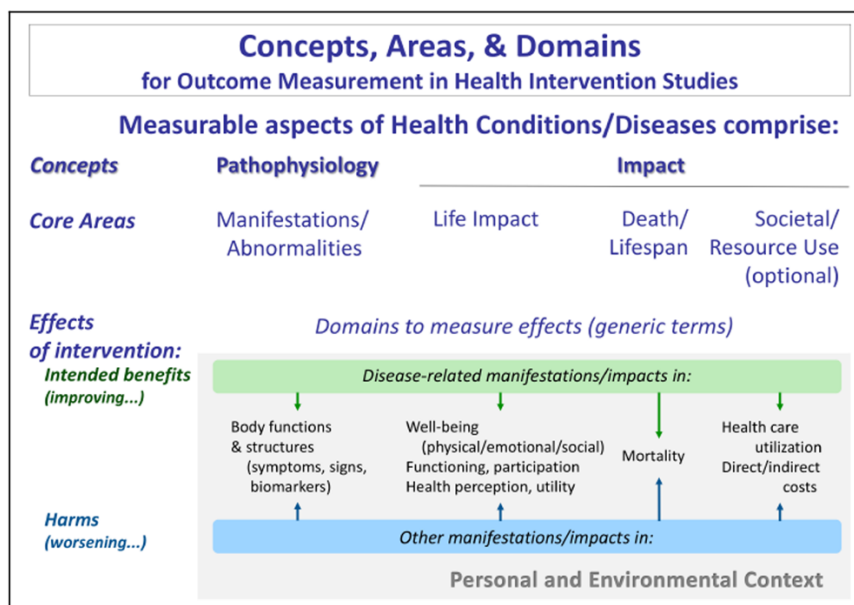 Concepts, Areas, & Domains
for Outcome Measurement in Health Intervention Studies
Measurable aspects of Health Conditions/Diseases comprise:
Concepts
Pathophysiology
Impact
Core Areas
Manifestations/
Abnormalities
Life Impact
Death/
Lifespan
Societal/
Resource Use
(optional)
Effects
of intervention:
Domains to measure effects (generic terms)
Intended benefits
(improving...)
Disease-related manifestations/impacts in:
Body functions
& structures
(symptoms, signs,
biomarkers)
Well-being
(physical/emotional/social)
Functioning, participation
Health perception, utility
Mortality
Health care
utilization
Direct/indirect
costs
Harms
(worsening...)
Other manifestations/impacts in:
Personal and Environmental Context